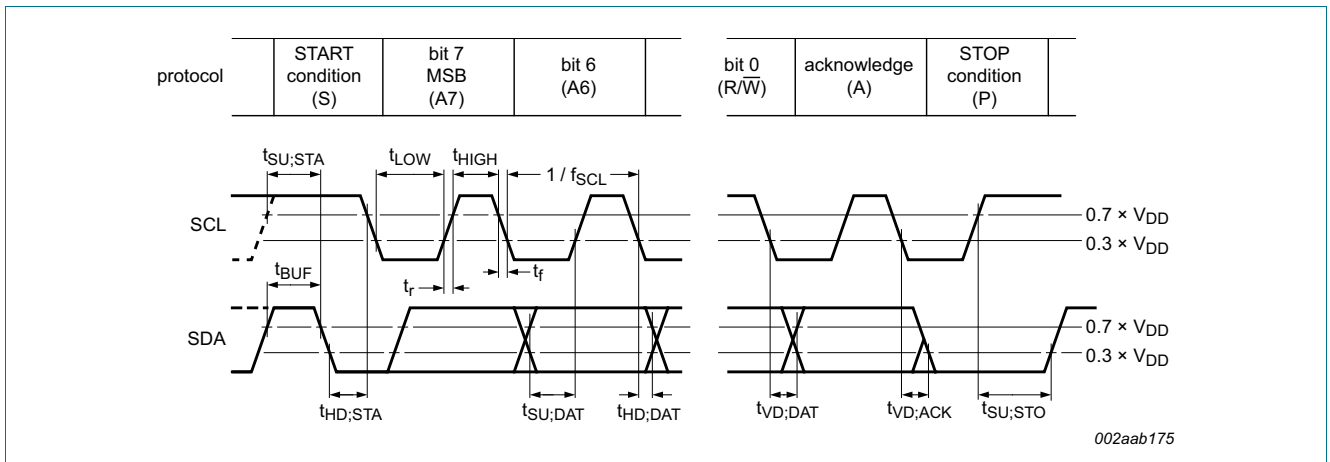 protocol
START
condition
(S)
bit 7
MSB
(A7)
bit 6
(A6)
bit 0
(R/W̅)
acknowledge
(A)
STOP
condition
(P)
tSU;STA
tLOW
tHIGH
1 / fSCL
SCL
0.7 × VDD
0.3 × VDD
tBUF
tr
tf
SDA
0.7 × VDD
0.3 × VDD
tHD;STA
tSU;DAT
tHD;DAT
tVD;DAT
tVD;ACK
tSU;STO
002aab175